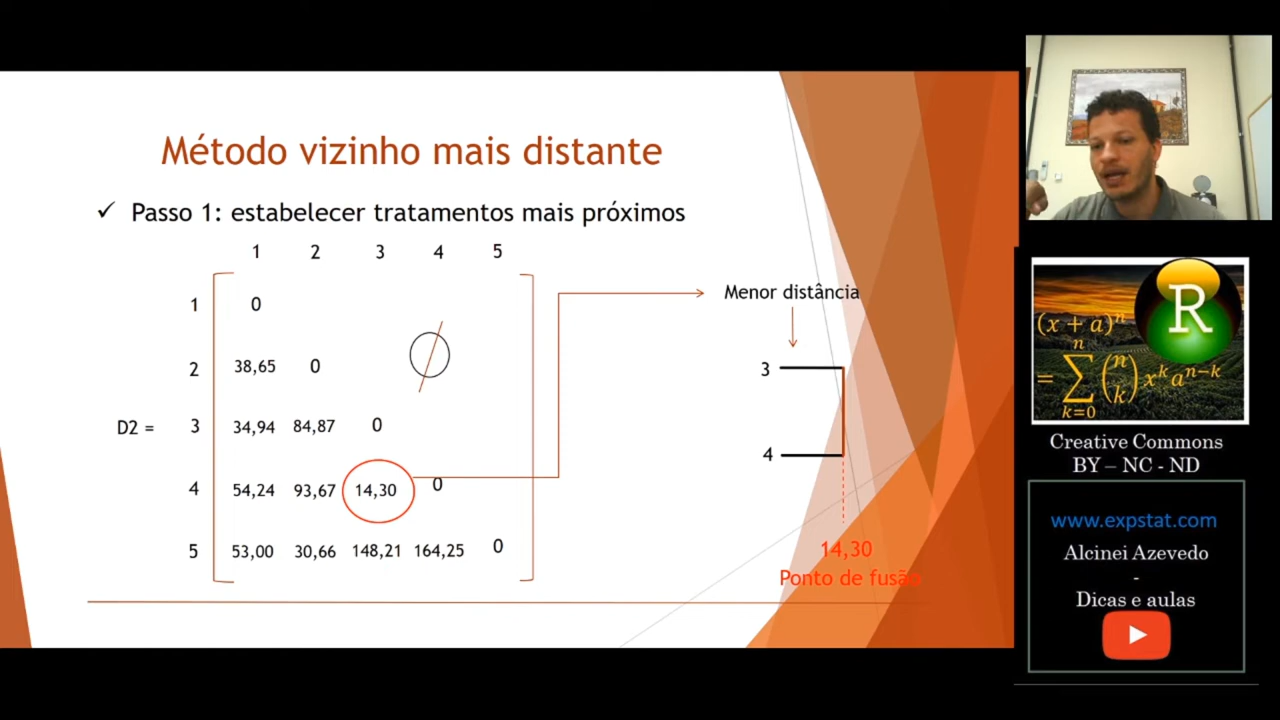 Método vizinho mais distante
✓ Passo 1: estabelecer tratamentos mais próximos
1 2 3 4 5
1 0
2 38,65 0
D2 = 3 34,94 84,87 0
4 54,24 93,67 14,30 0
5 53,00 30,66 148,21 164,25 0
Menor distância
3
4
14,30
Ponto de fusão
R
(x + a)^n
= ∑_{k=0}^{n} (n k) x^k a^{n−k}
Creative Commons
BY – NC - ND
www.expstat.com
Alcinei Azevedo
-
Dicas e aulas